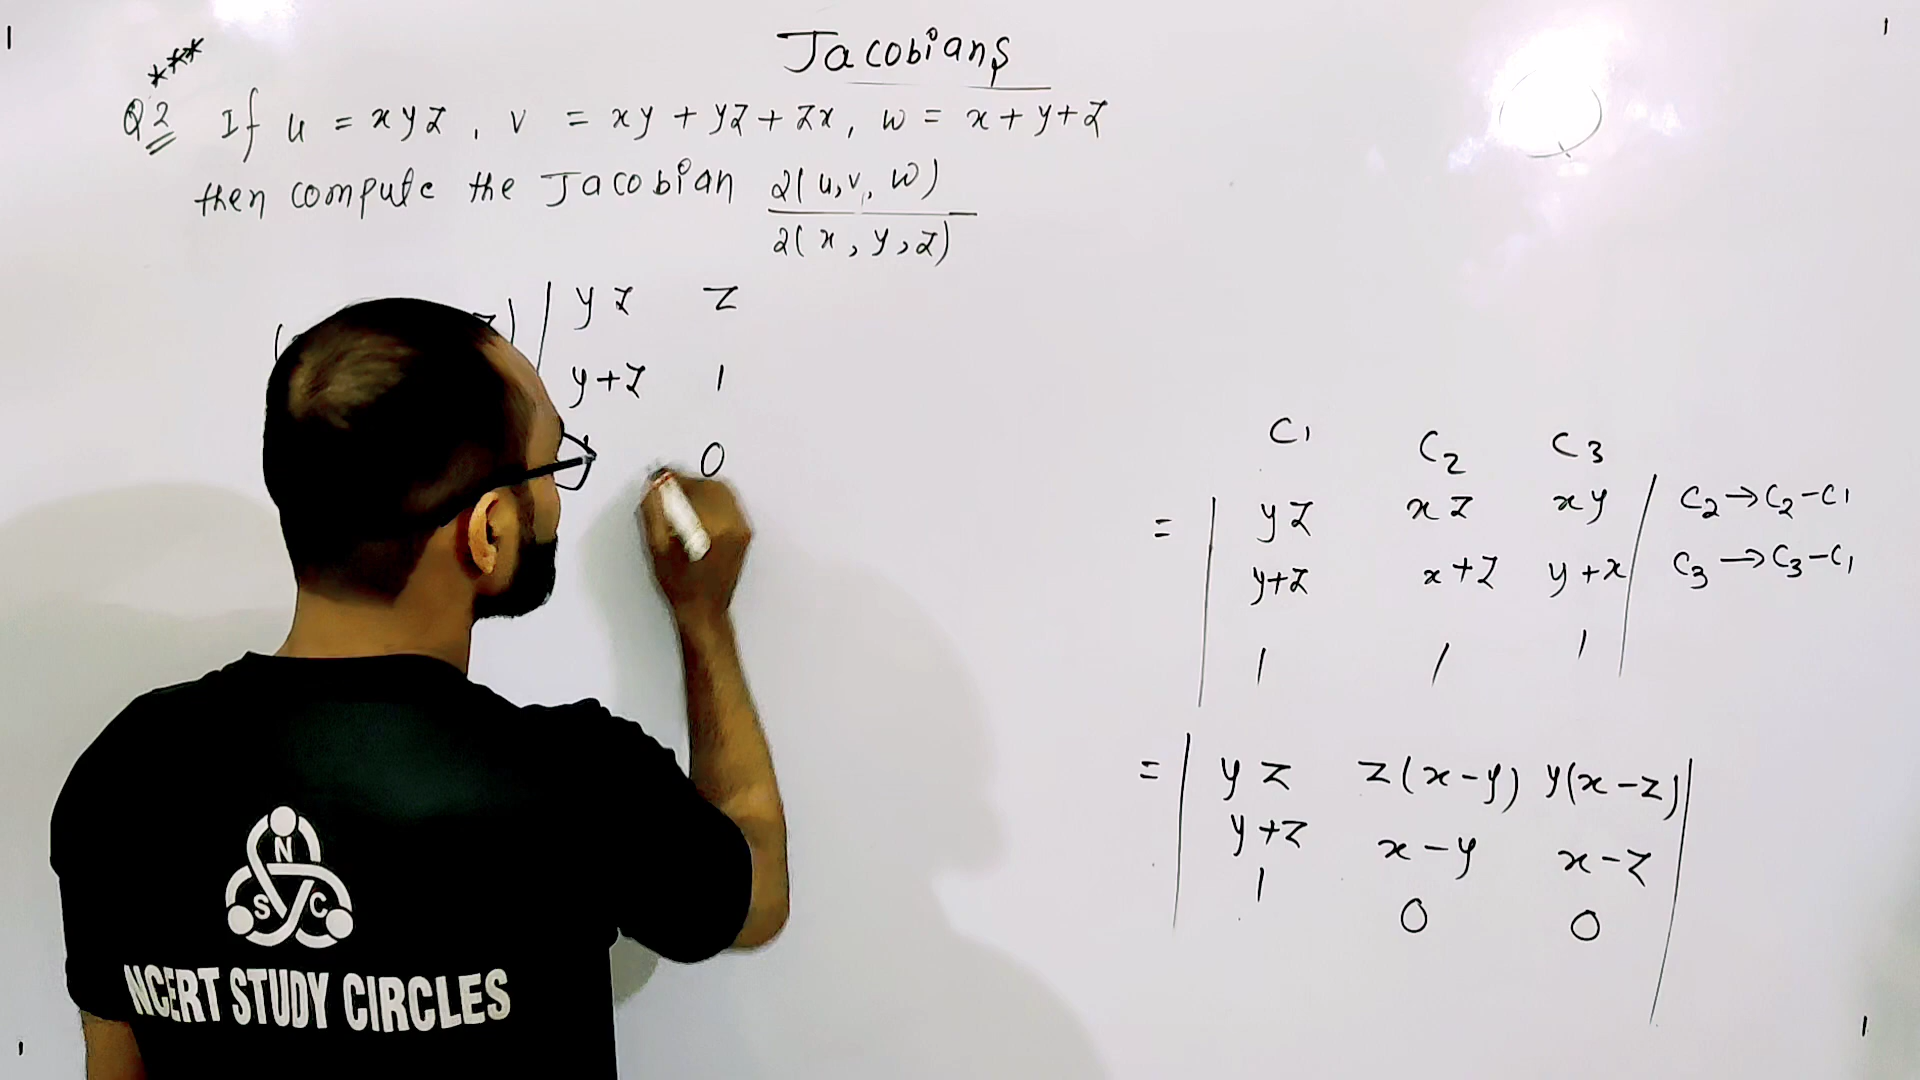 Jacobians
***
Q2 If u = xyz, v = xy + yz + zx, w = x + y + z
then compute the Jacobian ∂(u, v, w)
∂(x, y, z)
z) | yz z
y+z 1
0
C1 C2 C3
= | yz xz xy | C2 → C2 - C1
y+z x+z y+x C3 → C3 - C1
1 1 1
= | yz z(x-y) y(x-z) |
y+z x-y x-z
1 0 0
N
S C
NCERT STUDY CIRCLES